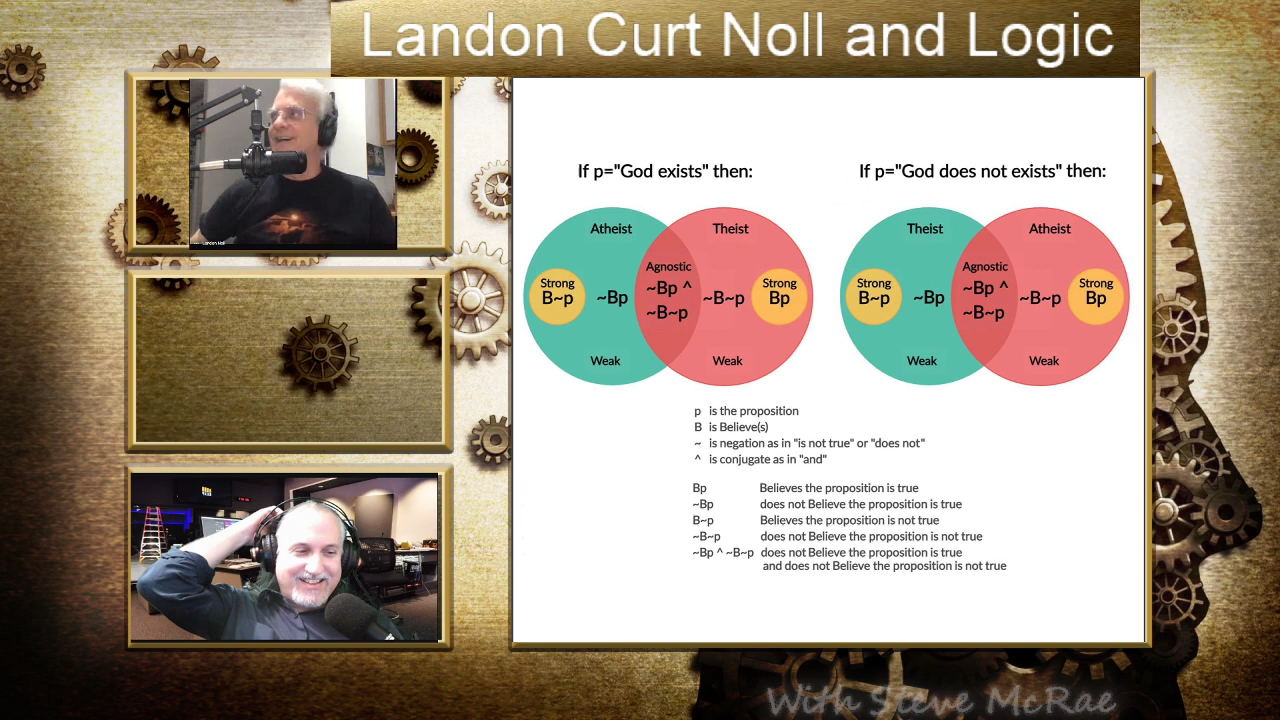 Landon Curt Noll and Logic
Landon Noll
If p="God exists" then:
Atheist
Theist
Agnostic
Strong
B~p
~Bp
~Bp ^
~B~p
~B~p
Strong
Bp
Weak
Weak
If p="God does not exists" then:
Theist
Atheist
Agnostic
Strong
B~p
~Bp
~Bp ^
~B~p
~B~p
Strong
Bp
Weak
Weak
p is the proposition
B is Believe(s)
~ is negation as in "is not true" or "does not"
^ is conjugate as in "and"
Bp Believes the proposition is true
~Bp does not Believe the proposition is true
B~p Believes the proposition is not true
~B~p does not Believe the proposition is not true
~Bp ^ ~B~p does not Believe the proposition is true
and does not Believe the proposition is not true
With Steve McRae